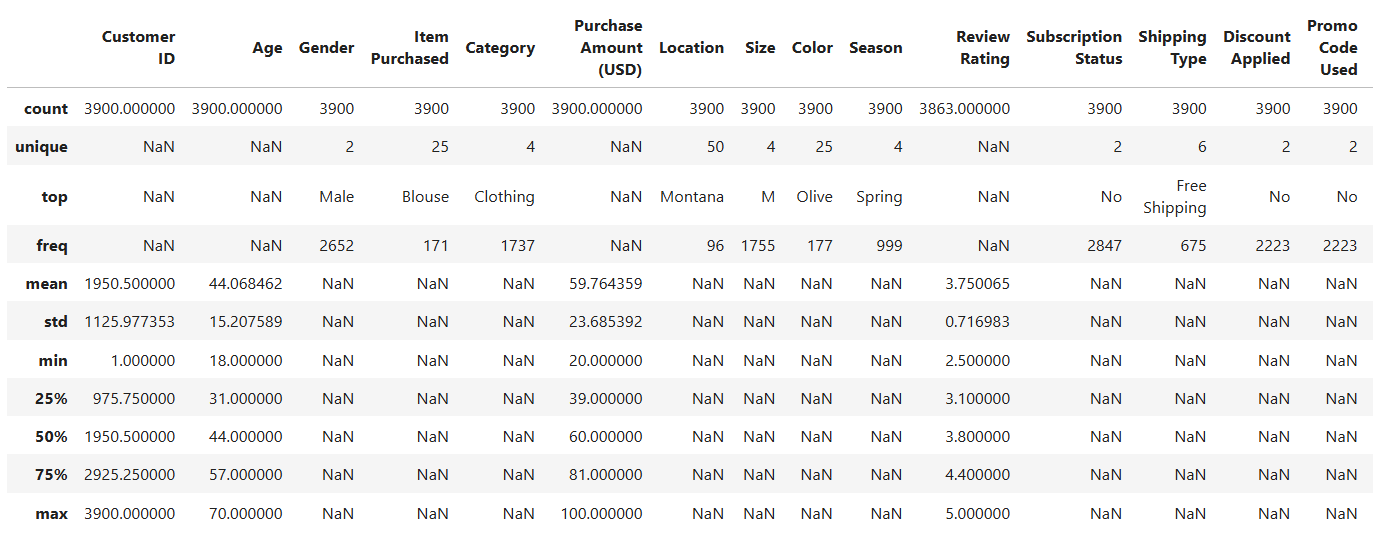 Customer ID Age Gender Item Purchased Category Purchase Amount (USD) Location Size Color Season Review Rating Subscription Status Shipping Type Discount Applied Promo Code Used
count 3900.000000 3900.000000 3900 3900 3900 3900.000000 3900 3900 3900 3900 3863.000000 3900 3900 3900 3900
unique NaN NaN 2 25 4 NaN 50 4 25 4 NaN 2 6 2 2
top NaN NaN Male Blouse Clothing NaN Montana M Olive Spring NaN No Free Shipping No No
freq NaN NaN 2652 171 1737 NaN 96 1755 177 999 NaN 2847 675 2223 2223
mean 1950.500000 44.068462 NaN NaN NaN 59.764359 NaN NaN NaN NaN 3.750065 NaN NaN NaN NaN
std 1125.977353 15.207589 NaN NaN NaN 23.685392 NaN NaN NaN NaN 0.716983 NaN NaN NaN NaN
min 1.000000 18.000000 NaN NaN NaN 20.000000 NaN NaN NaN NaN 2.500000 NaN NaN NaN NaN
25% 975.750000 31.000000 NaN NaN NaN 39.000000 NaN NaN NaN NaN 3.100000 NaN NaN NaN NaN
50% 1950.500000 44.000000 NaN NaN NaN 60.000000 NaN NaN NaN NaN 3.800000 NaN NaN NaN NaN
75% 2925.250000 57.000000 NaN NaN NaN 81.000000 NaN NaN NaN NaN 4.400000 NaN NaN NaN NaN
max 3900.000000 70.000000 NaN NaN NaN 100.000000 NaN NaN NaN NaN 5.000000 NaN NaN NaN NaN